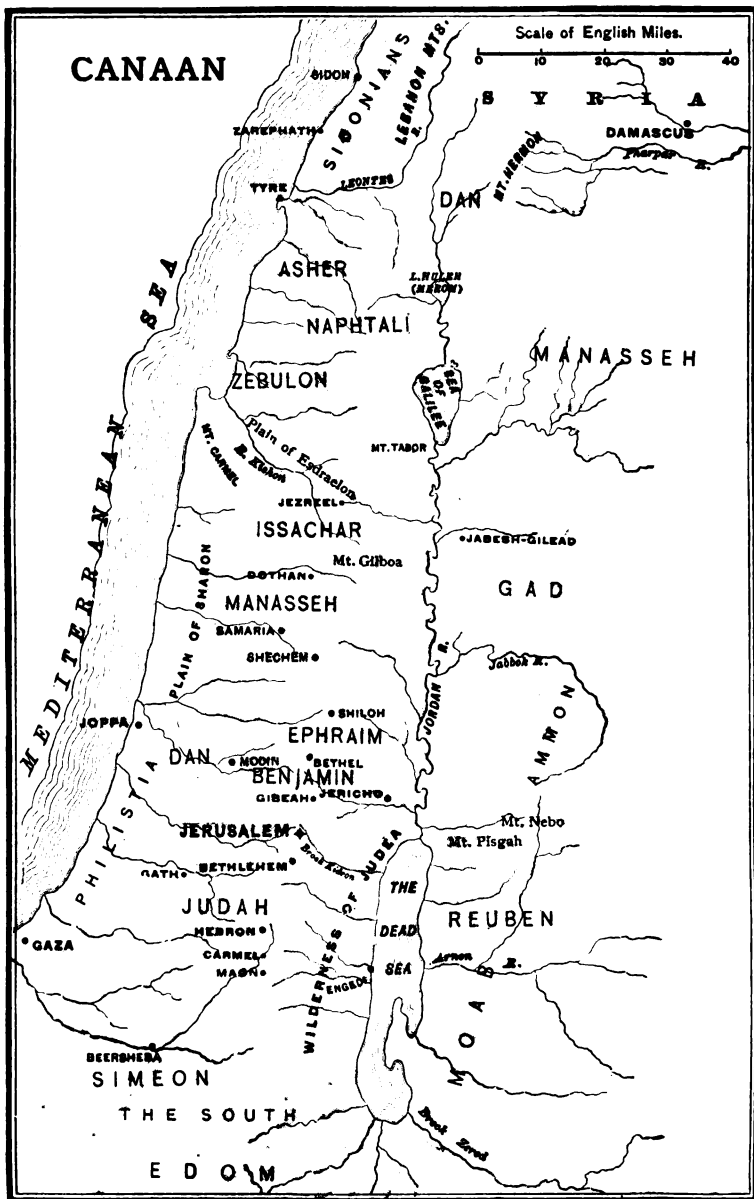 CANAAN
Scale of English Miles.
0 10 20 30 40
SIDON
SIDONIANS
LEBANON MTS.
R.
SYRIA
DAMASCUS
Pharpar R.
ZAREPHATH
MT. HERMON
LEONTES
TYRE
DAN
ASHER
L. HULEH
(MEROM)
NAPHTALI
MANASSEH
ZEBULON
SEA
OF
GALILEE
MEDITERRANEAN SEA
MT. CARMEL
R. Kishon
Plain of Esdraelon
MT. TABOR
JEZREEL
ISSACHAR
JABESH-GILEAD
Mt. Gilboa
DOTHAN
GAD
MANASSEH
PLAIN OF SHARON
SAMARIA
SHECHEM
JORDAN R.
Jabbok R.
AMMON
JOPPA
SHILOH
EPHRAIM
DAN
MODIN
BETHEL
BENJAMIN
GIBEAH
JERICHO
PHILISTIA
JERUSALEM
Brook Kidron
Mt. Nebo
Mt. Pisgah
GATH
BETHLEHEM
WILDERNESS OF JUDEA
THE
DEAD
SEA
JUDAH
REUBEN
HEBRON
GAZA
CARMEL
MAON
ENGEDI
Arnon R.
MOAB
BEERSHEBA
SIMEON
THE SOUTH
Brook Zered
EDOM